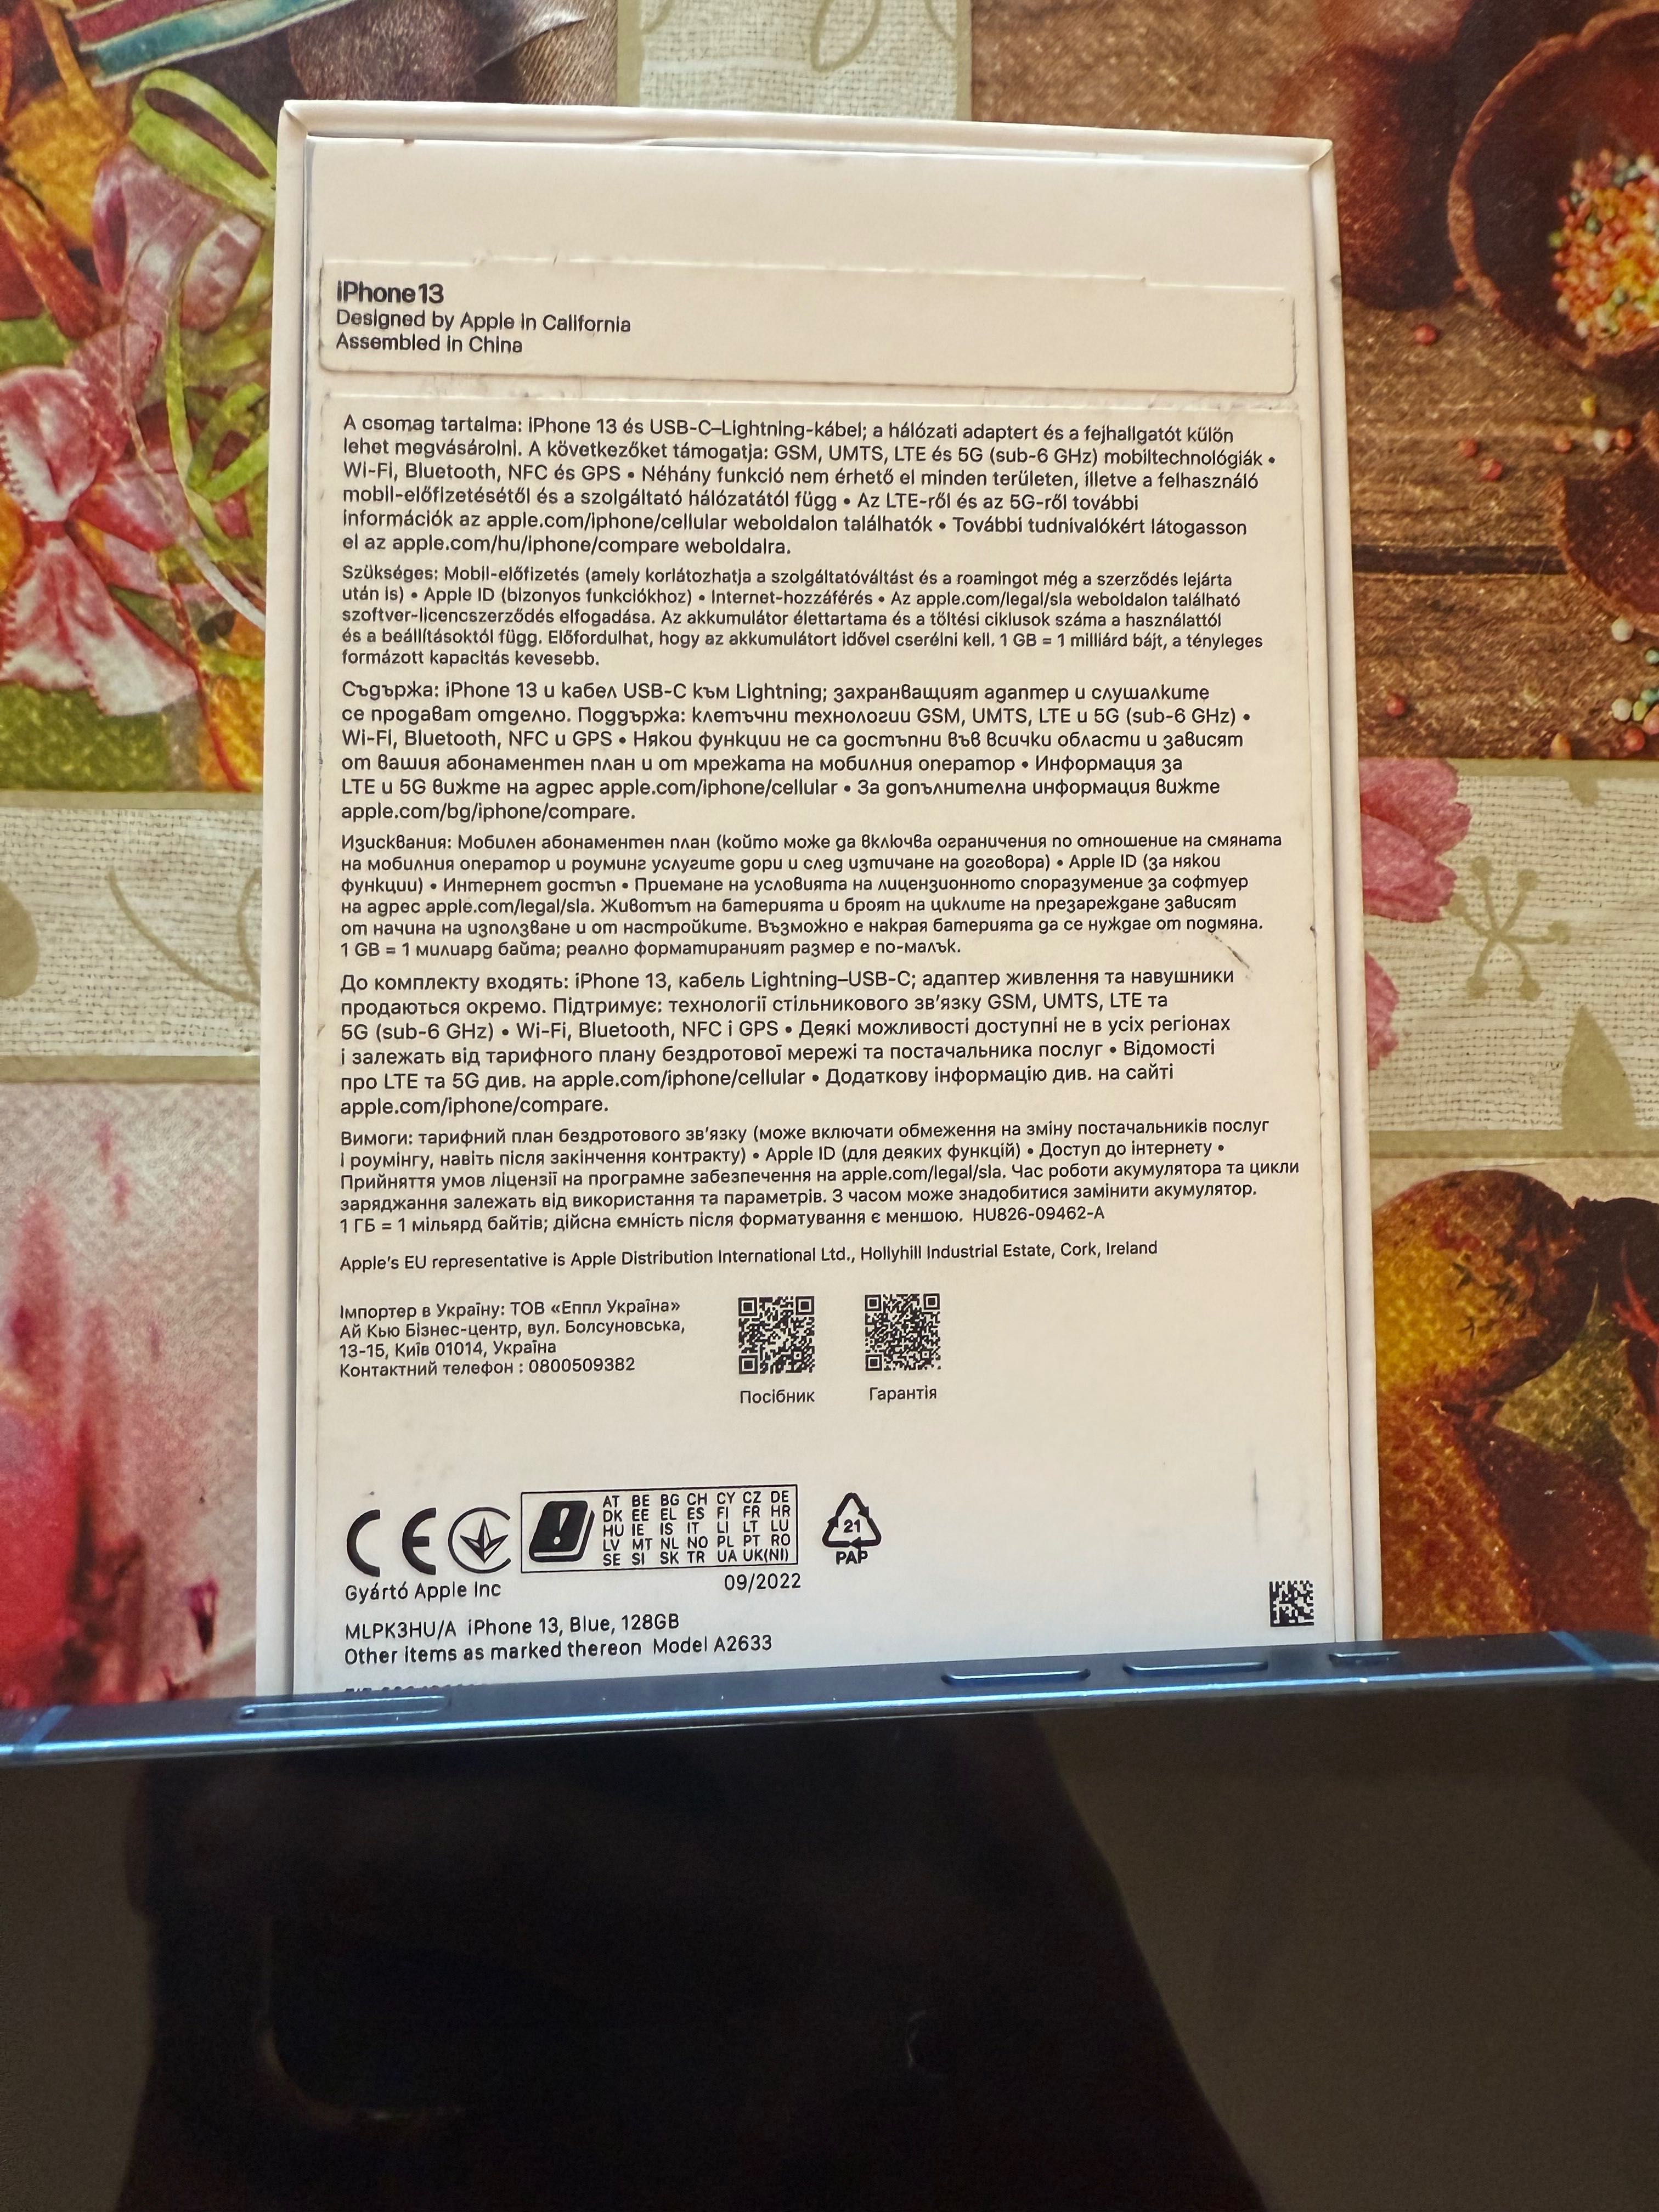 iPhone 13
Designed by Apple in California
Assembled in China
A csomag tartalma: iPhone 13 és USB-C–Lightning-kábel; a hálózati adaptert és a fejhallgatót külön
lehet megvásárolni. A következőket támogatja: GSM, UMTS, LTE és 5G (sub-6 GHz) mobiltechnológiák •
Wi-Fi, Bluetooth, NFC és GPS • Néhány funkció nem érhető el minden területen, illetve a felhasználó
mobil-előfizetésétől és a szolgáltató hálózatától függ • Az LTE-ről és az 5G-ről további
információk az apple.com/iphone/cellular weboldalon találhatók • További tudnivalókért látogasson
el az apple.com/hu/iphone/compare weboldalra.
Szükséges: Mobil-előfizetés (amely korlátozhatja a szolgáltatóváltást és a roamingot még a szerződés lejárta
után is) • Apple ID (bizonyos funkciókhoz) • Internet-hozzáférés • Az apple.com/legal/sla weboldalon található
szoftver-licencszerződés elfogadása. Az akkumulátor élettartama és a töltési ciklusok száma a használattól
és a beállításoktól függ. Előfordulhat, hogy az akkumulátort idővel cserélni kell. 1 GB = 1 milliárd bájt, a tényleges
formázott kapacitás kevesebb.
Съдържа: iPhone 13 и кабел USB-C към Lightning; захранващият адаптер и слушалките
се продават отделно. Поддържа: клетъчни технологии GSM, UMTS, LTE и 5G (sub-6 GHz) •
Wi-Fi, Bluetooth, NFC и GPS • Някои функции не са достъпни във всички области и зависят
от вашия абонаментен план и от мрежата на мобилния оператор • Информация за
LTE и 5G вижте на адрес apple.com/iphone/cellular • За допълнителна информация вижте
apple.com/bg/iphone/compare.
Изисквания: Мобилен абонаментен план (който може да включва ограничения по отношение на смяната
на мобилния оператор и роуминг услугите дори и след изтичане на договора) • Apple ID (за някои
функции) • Интернет достъп • Приемане на условията на лицензионното споразумение за софтуер
на адрес apple.com/legal/sla. Животът на батерията и броят на циклите на презареждане зависят
от начина на използване и от настройките. Възможно е накрая батерията да се нуждае от подмяна.
1 GB = 1 милиард байта; реално форматираният размер е по-малък.
До комплекту входять: iPhone 13, кабель Lightning–USB-C; адаптер живлення та навушники
продаються окремо. Підтримує: технології стільникового зв’язку GSM, UMTS, LTE та
5G (sub-6 GHz) • Wi-Fi, Bluetooth, NFC і GPS • Деякі можливості доступні не в усіх регіонах
і залежать від тарифного плану бездротової мережі та постачальника послуг • Відомості
про LTE та 5G див. на apple.com/iphone/cellular • Додаткову інформацію див. на сайті
apple.com/iphone/compare.
Вимоги: тарифний план бездротового зв’язку (може включати обмеження на зміну постачальників послуг
і роумінгу, навіть після закінчення контракту) • Apple ID (для деяких функцій) • Доступ до інтернету •
Прийняття умов ліцензії на програмне забезпечення на apple.com/legal/sla. Час роботи акумулятора та цикли
заряджання залежать від використання та параметрів. З часом може знадобитися замінити акумулятор.
1 ГБ = 1 мільярд байтів; дійсна ємність після форматування є меншою. HU826-09462-A
Apple’s EU representative is Apple Distribution International Ltd., Hollyhill Industrial Estate, Cork, Ireland
Імпортер в Україну: ТОВ «Еппл Україна»
Ай Кью Бізнес-центр, вул. Болсуновська,
13-15, Київ 01014, Україна
Контактний телефон : 0800509382
Посібник
Гарантія
CE
AT BE BG CH CY CZ DE
DK EE EL ES FI FR HR
HU IE IS IT LI LT LU
LV MT NL NO PL PT RO
SE SI SK TR UA UK(NI)
21
PAP
Gyártó Apple Inc
09/2022
MLPK3HU/A iPhone 13, Blue, 128GB
Other items as marked thereon Model A2633